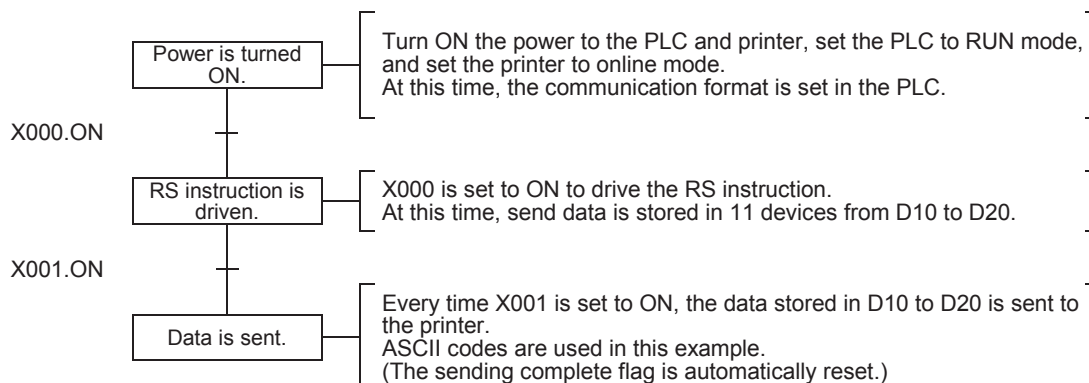 Power is turned
ON.
Turn ON the power to the PLC and printer, set the PLC to RUN mode,
and set the printer to online mode.
At this time, the communication format is set in the PLC.
X000.ON
RS instruction is
driven.
X000 is set to ON to drive the RS instruction.
At this time, send data is stored in 11 devices from D10 to D20.
X001.ON
Data is sent.
Every time X001 is set to ON, the data stored in D10 to D20 is sent to
the printer.
ASCII codes are used in this example.
(The sending complete flag is automatically reset.)